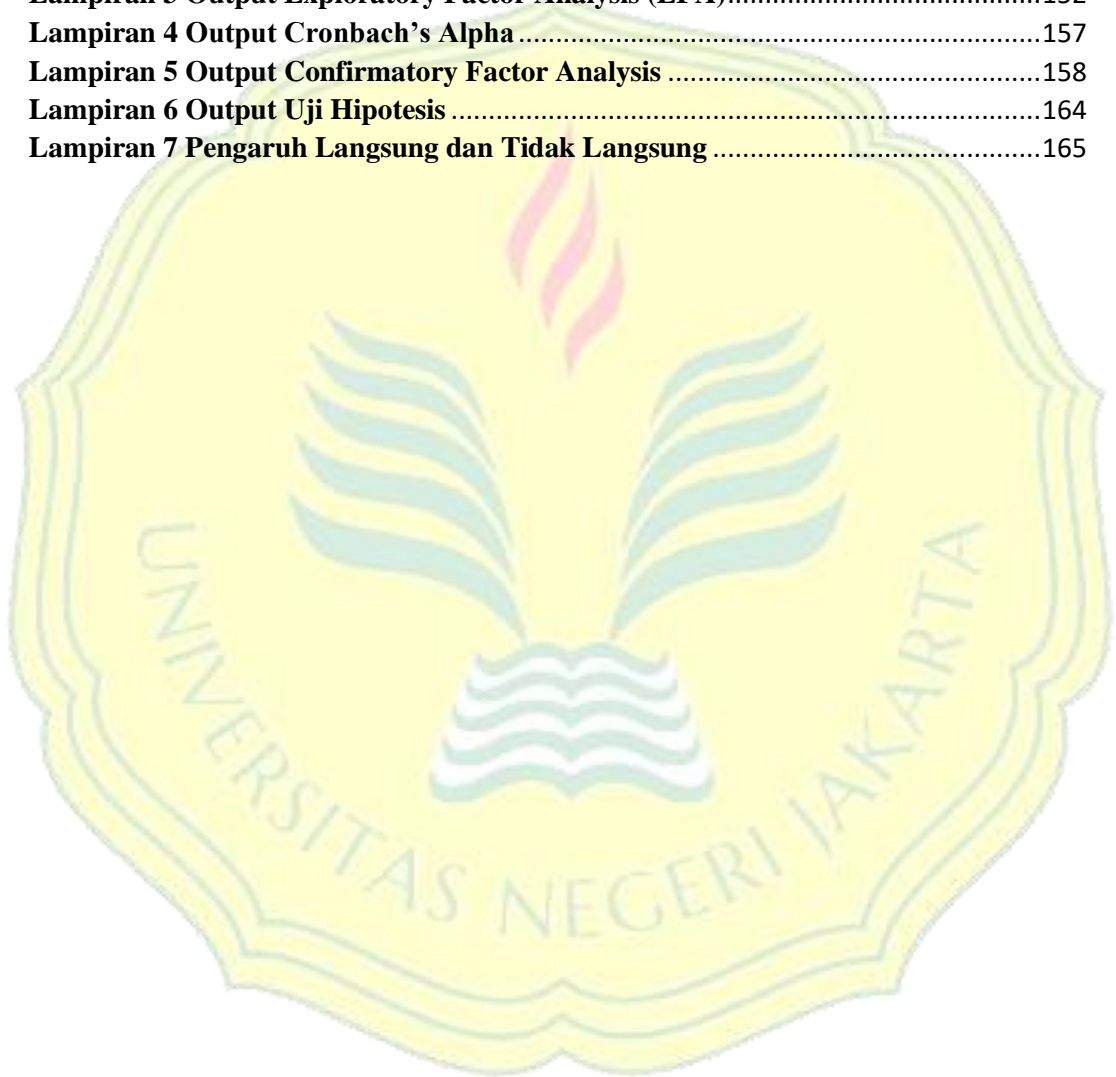 Lampiran 4 Output Cronbach’s Alpha ........................................................................157
Lampiran 5 Output Confirmatory Factor Analysis ...................................................158
Lampiran 6 Output Uji Hipotesis ................................................................................164
Lampiran 7 Pengaruh Langsung dan Tidak Langsung .............................................165
UNIVERSITAS NEGERI JAKARTA